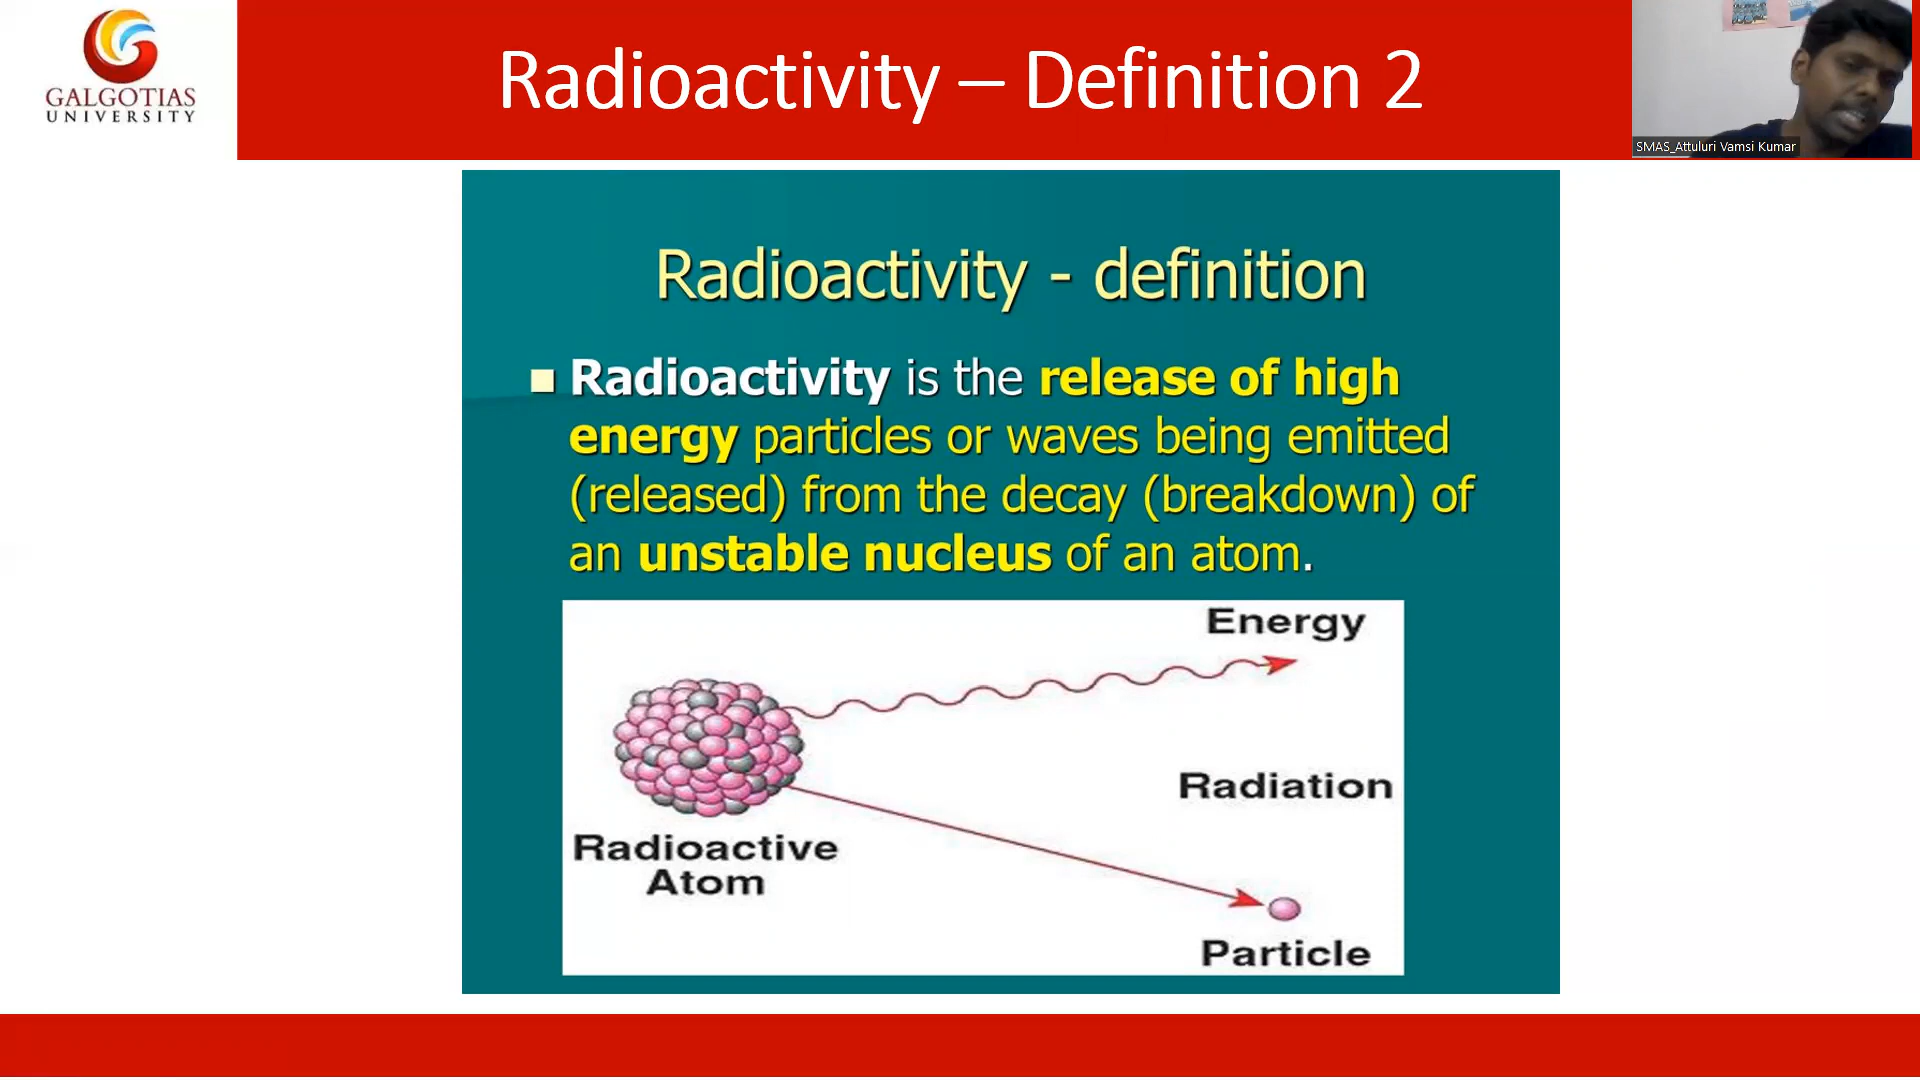 GALGOTIAS
UNIVERSITY
Radioactivity – Definition 2
SMAS_Attuluri Vamsi Kumar
Radioactivity - definition
Radioactivity is the release of high
energy particles or waves being emitted
(released) from the decay (breakdown) of
an unstable nucleus of an atom.
Energy
Radiation
Radioactive
Atom
Particle